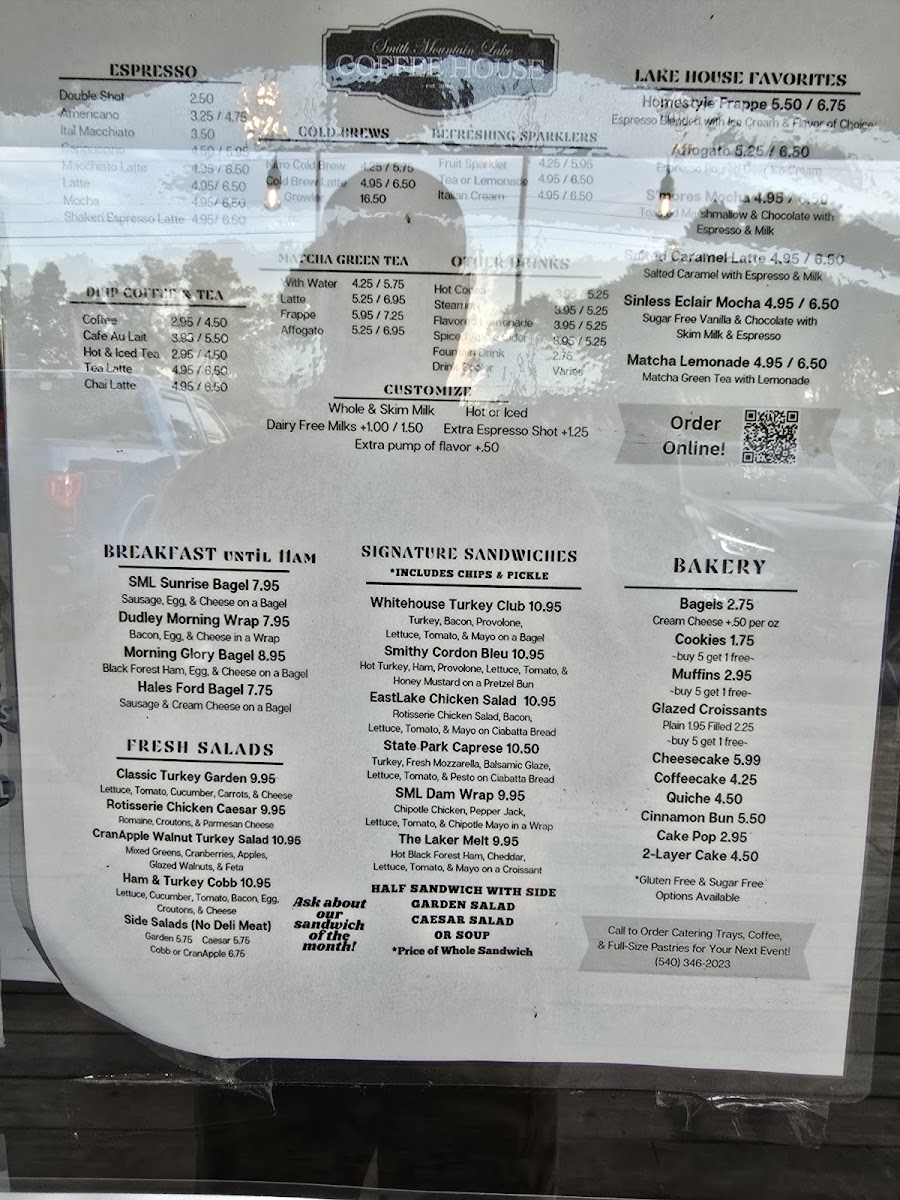 Smith Mountain Lake
COFFEE HOUSE
ESPRESSO
Double Shot 2.50
Americano 3.25 / 4.75
Ital Macchiato 3.50
Cappuccino 4.50 / 5.95
Macchiato Latte 4.95 / 6.50
Latte 4.95/ 6.50
Mocha 4.95/ 6.50
Shaken Espresso Latte 4.95/ 6.50
DRIP COFFEE & TEA
Coffee 2.95 / 4.50
Cafe Au Lait 3.95 / 5.50
Hot & Iced Tea 2.95 / 4.50
Tea Latte 4.95 / 6.50
Chai Latte 4.95 / 6.50
COLD BREWS
Nitro Cold Brew 4.25 / 5.75
Cold Brew Latte 4.95 / 6.50
Growler 16.50
REFRESHING SPARKLERS
Fruit Sparkler 4.25 / 5.95
Tea or Lemonade 4.95 / 6.50
Italian Cream 4.95 / 6.50
MATCHA GREEN TEA
With Water 4.25 / 5.75
Latte 5.25 / 6.95
Frappe 5.95 / 7.25
Affogato 5.25 / 6.95
OTHER DRINKS
Hot Cocoa 3.95 / 5.25
Steamer 3.95 / 5.25
Flavored Lemonade 3.95 / 5.25
Spiced Cider 3.95 / 5.25
Fountain Drink 2.75
Drink Cooler Varies
CUSTOMIZE
Whole & Skim Milk Hot or Iced
Dairy Free Milks +1.00 / 1.50 Extra Espresso Shot +1.25
Extra pump of flavor +.50
LAKE HOUSE FAVORITES
Homestyle Frappe 5.50 / 6.75
Espresso Blended with Ice Cream & Flavor of Choice
Affogato 5.25 / 6.50
Espresso Poured Over Ice Cream
S'mores Mocha 4.95 / 6.50
Toasted Marshmallow & Chocolate with
Espresso & Milk
Salted Caramel Latte 4.95 / 6.50
Salted Caramel with Espresso & Milk
Sinless Eclair Mocha 4.95 / 6.50
Sugar Free Vanilla & Chocolate with
Skim Milk & Espresso
Matcha Lemonade 4.95 / 6.50
Matcha Green Tea with Lemonade
Order
Online!
BREAKFAST UNTIL 11AM
SML Sunrise Bagel 7.95
Sausage, Egg, & Cheese on a Bagel
Dudley Morning Wrap 7.95
Bacon, Egg, & Cheese in a Wrap
Morning Glory Bagel 8.95
Black Forest Ham, Egg, & Cheese on a Bagel
Hales Ford Bagel 7.75
Sausage & Cream Cheese on a Bagel
FRESH SALADS
Classic Turkey Garden 9.95
Lettuce, Tomato, Cucumber, Carrots, & Cheese
Rotisserie Chicken Caesar 9.95
Romaine, Croutons, & Parmesan Cheese
CranApple Walnut Turkey Salad 10.95
Mixed Greens, Cranberries, Apples,
Glazed Walnuts, & Feta
Ham & Turkey Cobb 10.95
Lettuce, Cucumber, Tomato, Bacon, Egg,
Croutons, & Cheese
Side Salads (No Deli Meat)
Garden 5.75 Caesar 5.75
Cobb or CranApple 6.75
Ask about
our
sandwich
of the
month!
SIGNATURE SANDWICHES
*INCLUDES CHIPS & PICKLE
Whitehouse Turkey Club 10.95
Turkey, Bacon, Provolone,
Lettuce, Tomato, & Mayo on a Bagel
Smithy Cordon Bleu 10.95
Hot Turkey, Ham, Provolone, Lettuce, Tomato, &
Honey Mustard on a Pretzel Bun
EastLake Chicken Salad 10.95
Rotisserie Chicken Salad, Bacon,
Lettuce, Tomato, & Mayo on Ciabatta Bread
State Park Caprese 10.50
Turkey, Fresh Mozzarella, Balsamic Glaze,
Lettuce, Tomato, & Pesto on Ciabatta Bread
SML Dam Wrap 9.95
Chipotle Chicken, Pepper Jack,
Lettuce, Tomato, & Chipotle Mayo in a Wrap
The Laker Melt 9.95
Hot Black Forest Ham, Cheddar,
Lettuce, Tomato, & Mayo on a Croissant
HALF SANDWICH WITH SIDE
GARDEN SALAD
CAESAR SALAD
OR SOUP
*Price of Whole Sandwich
BAKERY
Bagels 2.75
Cream Cheese +.50 per oz
Cookies 1.75
~buy 5 get 1 free~
Muffins 2.95
~buy 5 get 1 free~
Glazed Croissants
Plain 1.95 Filled 2.25
~buy 5 get 1 free~
Cheesecake 5.99
Coffeecake 4.25
Quiche 4.50
Cinnamon Bun 5.50
Cake Pop 2.95
2-Layer Cake 4.50
*Gluten Free & Sugar Free
Options Available
Call to Order Catering Trays, Coffee,
& Full-Size Pastries for Your Next Event!
(540) 346-2023